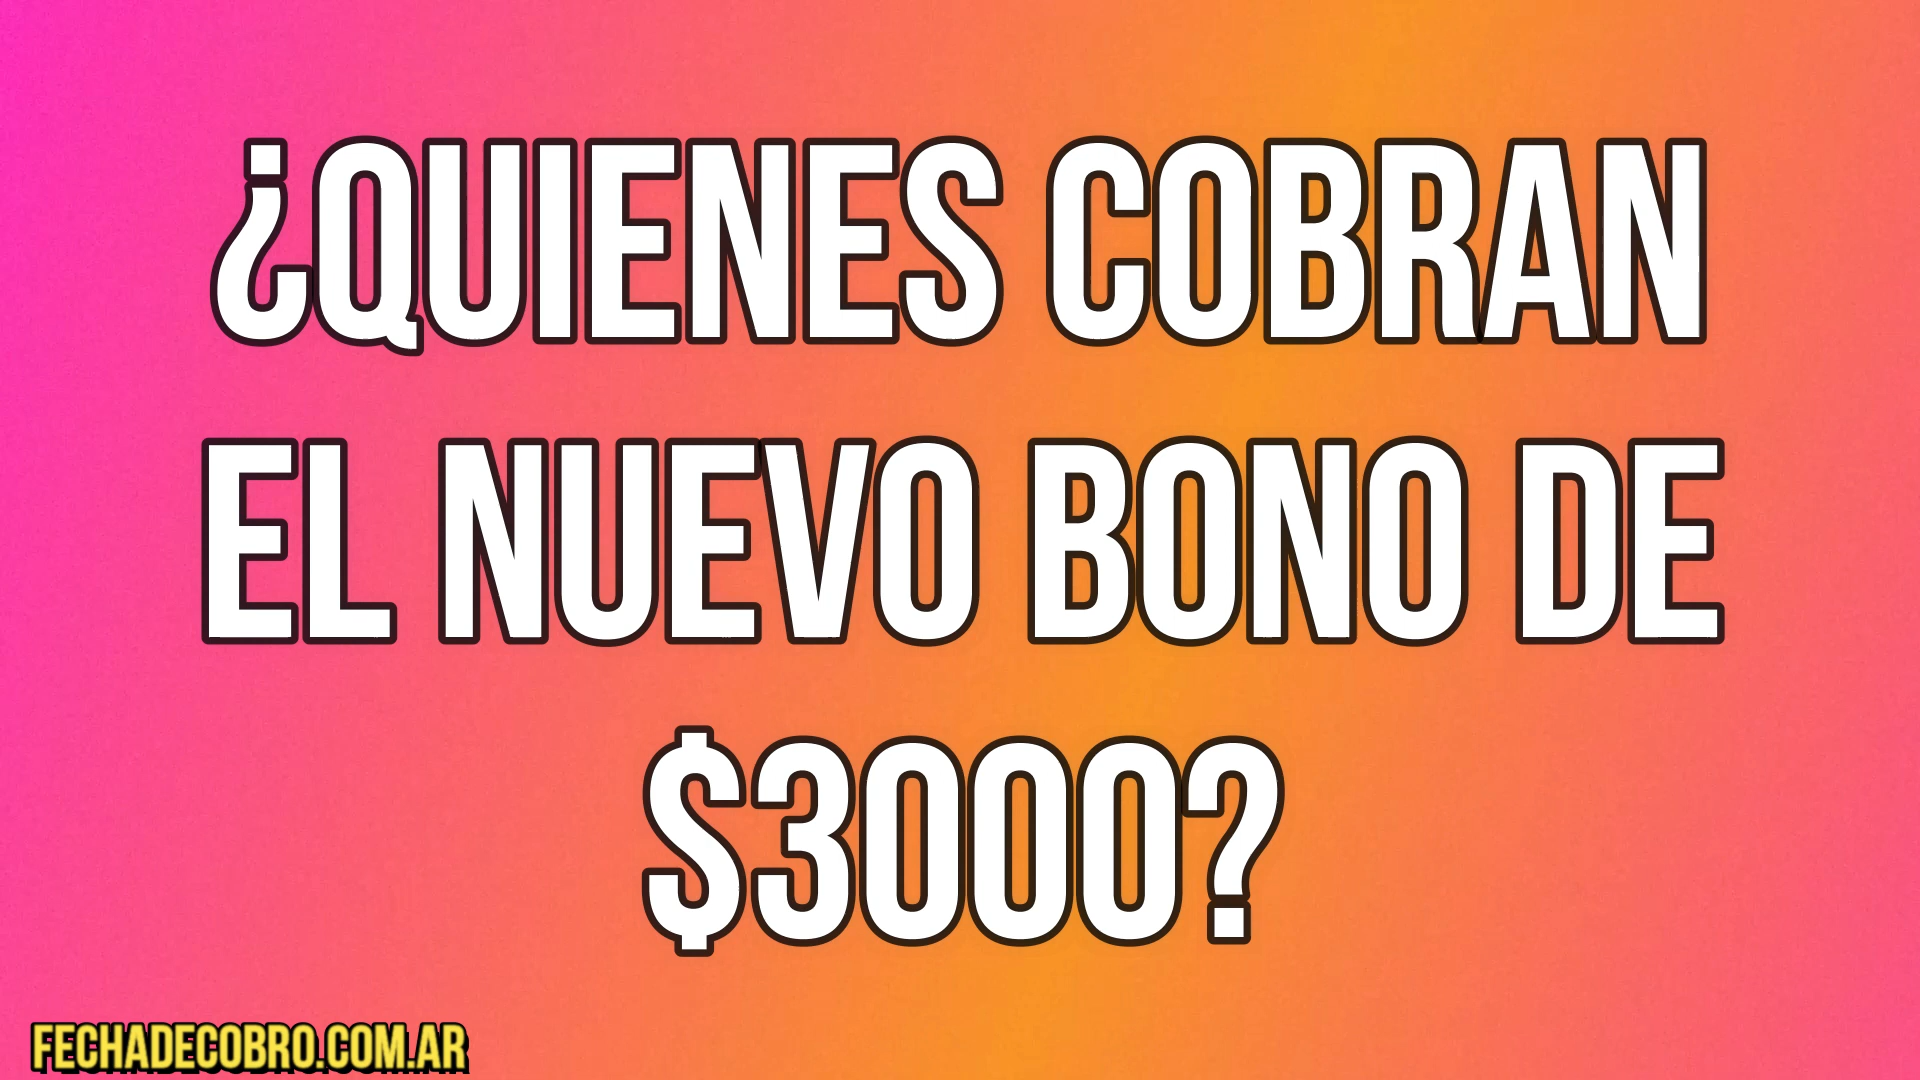 ¿QUIENES COBRAN
EL NUEVO BONO DE
$3000?
FECHADECOBRO.COM.AR